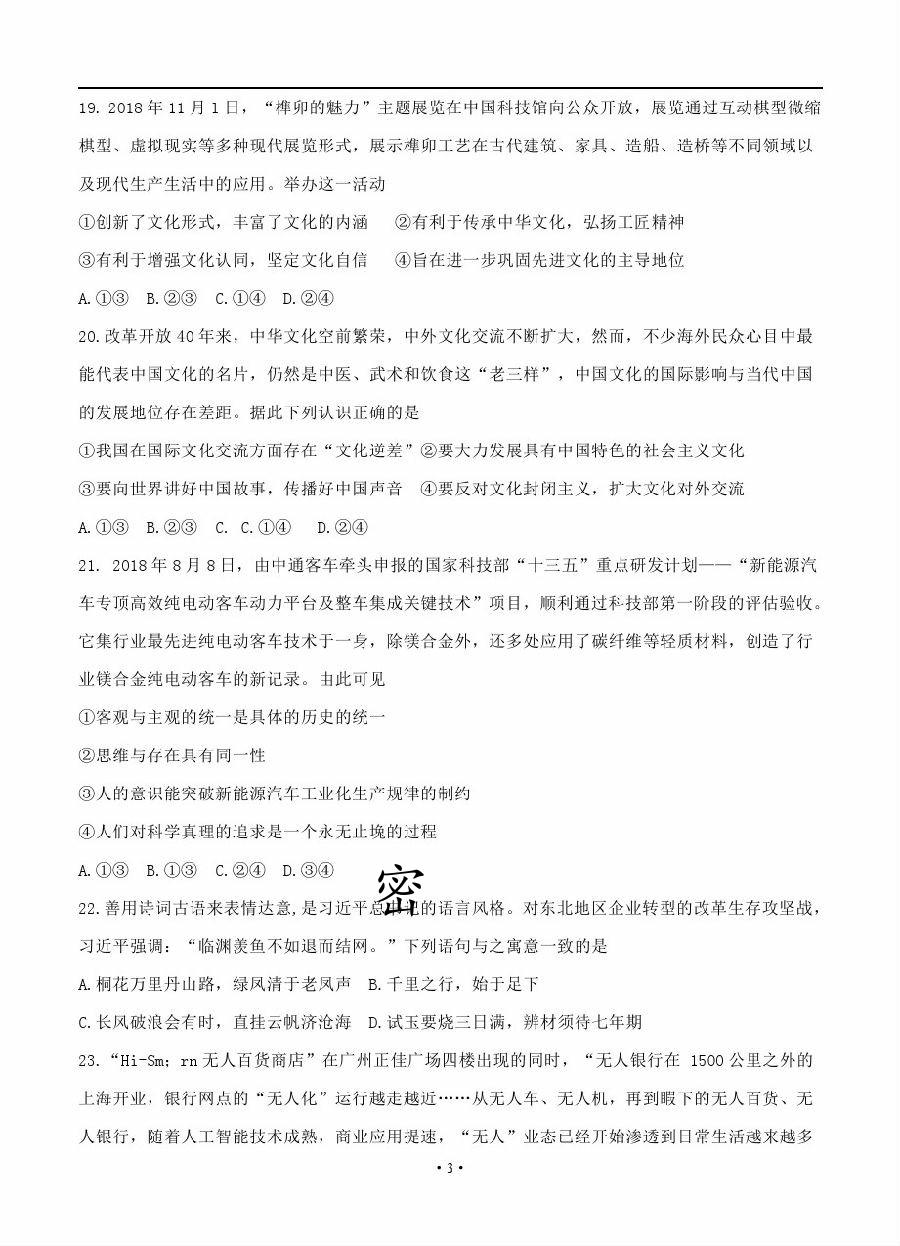 19. 2018 年 11 月 1 日，“榫卯的魅力”主题展览在中国科技馆向公众开放，展览通过互动棋型微缩
棋型、虚拟现实等多种现代展览形式，展示榫卯工艺在古代建筑、家具、造船、造桥等不同领域以
及现代生产生活中的应用。举办这一活动
①创新了文化形式，丰富了文化的内涵　②有利于传承中华文化，弘扬工匠精神
③有利于增强文化认同，坚定文化自信　④旨在进一步巩固先进文化的主导地位
A.①③　B.②③　C.①④　D.②④
20.改革开放 40 年来，中华文化空前繁荣，中外文化交流不断扩大，然而，不少海外民众心目中最
能代表中国文化的名片，仍然是中医、武术和饮食这“老三样”，中国文化的国际影响与当代中国
的发展地位存在差距。据此下列认识正确的是
①我国在国际文化交流方面存在“文化逆差”②要大力发展具有中国特色的社会主义文化
③要向世界讲好中国故事，传播好中国声音　④要反对文化封闭主义，扩大文化对外交流
A.①③　B.②③　C. C.①④　D.②④
21. 2018 年 8 月 8 日，由中通客车牵头申报的国家科技部“十三五”重点研发计划——“新能源汽
车专顶高效纯电动客车动力平台及整车集成关键技术”项目，顺利通过科技部第一阶段的评估验收。
它集行业最先进纯电动客车技术于一身，除镁合金外，还多处应用了碳纤维等轻质材料，创造了行
业镁合金纯电动客车的新记录。由此可见
①客观与主观的统一是具体的历史的统一
②思维与存在具有同一性
③人的意识能突破新能源汽车工业化生产规律的制约
④人们对科学真理的追求是一个永无止境的过程
A.①③　B.①③　C.②④　D.③④
密
22.善用诗词古语来表情达意,是习近平总书记的语言风格。对东北地区企业转型的改革生存攻坚战，
习近平强调：“临渊羡鱼不如退而结网。”下列语句与之寓意一致的是
A.桐花万里丹山路，绿凤清于老凤声　B.千里之行，始于足下
C.长风破浪会有时，直挂云帆济沧海　D.试玉要烧三日满，辨材须待七年期
23.“Hi-Sm；rn 无人百货商店”在广州正佳广场四楼出现的同时，“无人银行在 1500 公里之外的
上海开业，银行网点的“无人化”运行越走越近……从无人车、无人机，再到眼下的无人百货、无
人银行，随着人工智能技术成熟，商业应用提速，“无人”业态已经开始渗透到日常生活越来越多
·3·